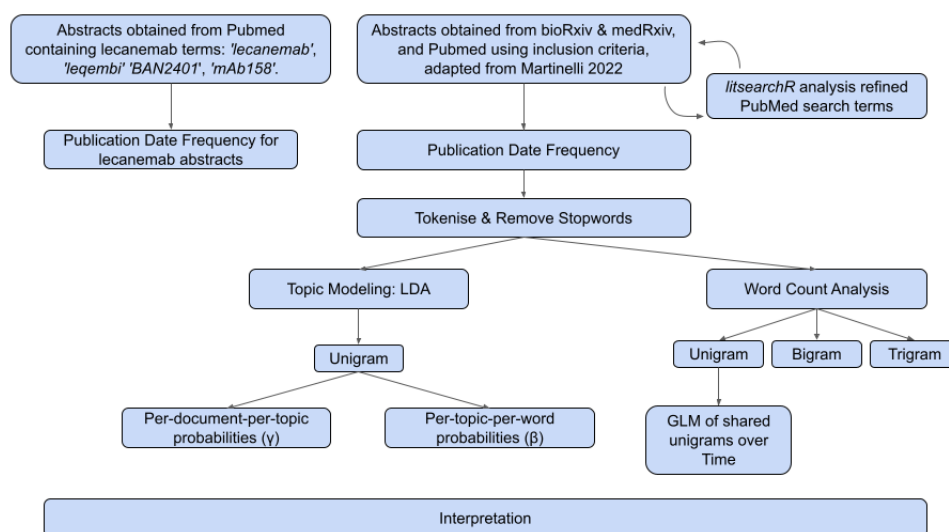 Abstracts obtained from Pubmed
containing lecanemab terms: 'lecanemab',
'leqembi' 'BAN2401', 'mAb158'.
Abstracts obtained from bioRxiv & medRxiv,
and Pubmed using inclusion criteria,
adapted from Martinelli 2022
litsearchR analysis refined
PubMed search terms
Publication Date Frequency for
lecanemab abstracts
Publication Date Frequency
Tokenise & Remove Stopwords
Topic Modeling: LDA
Word Count Analysis
Unigram
Unigram
Bigram
Trigram
Per-document-per-topic
probabilities (γ)
Per-topic-per-word
probabilities (β)
GLM of shared
unigrams over
Time
Interpretation